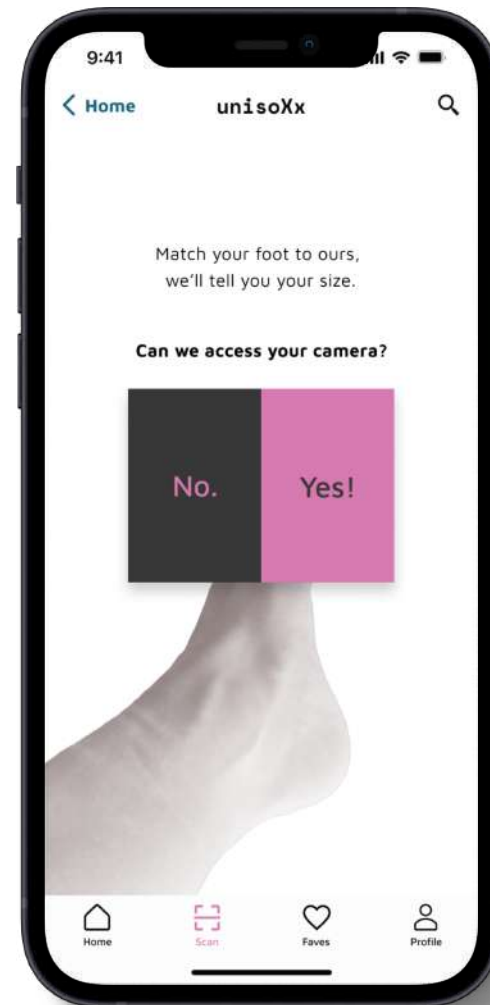 9:41
Home
unisoXx
Match your foot to ours,
we'll tell you your size.
Can we access your camera?
No.
Yes!
Home
Scan
Faves
Profile